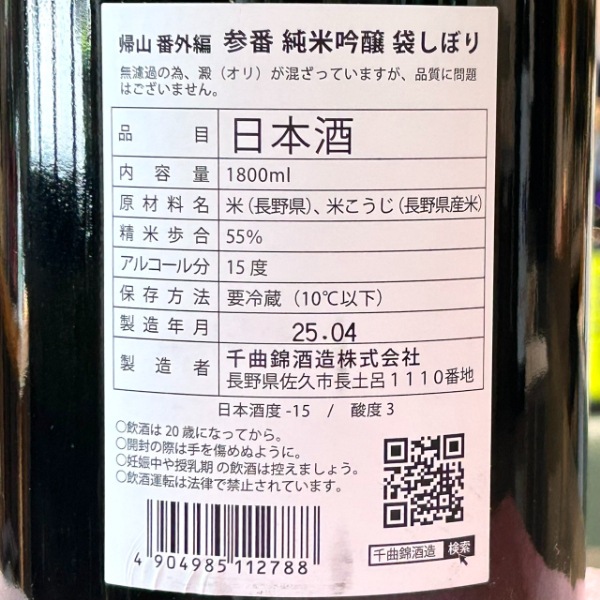 帰山 番外編 参番 純米吟醸 袋しぼり
無濾過の為、澱（オリ）が混ざっていますが、品質に問題
はございません。
品目 日本酒
内容量 1800ml
原材料名 米（長野県）、米こうじ（長野県産米）
精米歩合 55%
アルコール分 15度
保存方法 要冷蔵（10℃以下）
製造年月 25.04
製造者 千曲錦酒造株式会社
長野県佐久市長土呂1110番地
日本酒度 -15 / 酸度 3
○飲酒は20歳になってから。
○開封の際は手を傷めぬように。
○妊娠中や授乳期の飲酒は控えましょう。
○飲酒運転は法律で禁止されています。
4 904985 112788
千曲錦酒造 検索